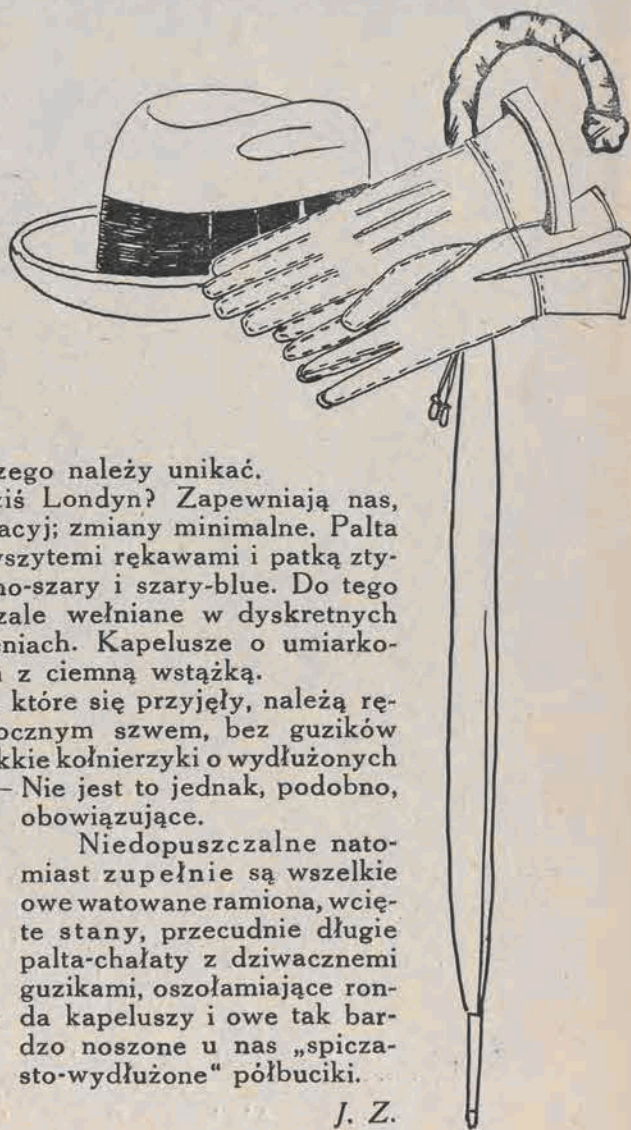 zego należy unikać.
ziś Londyn? Zapewniają nas,
acyj; zmiany minimalne. Palta
wszytemi rękawami i patką zty-
no-szary i szary-blue. Do tego
zale wełniane w dyskretnych
eniach. Kapelusze o umiarko-
z ciemną wstążką.
które się przyjęły, należą rę-
ocznym szwem, bez guzików
kkie kołnierzyki o wydłużonych
– Nie jest to jednak, podobno,
obowiązujące.
Niedopuszczalne nato-
miast zupełnie są wszelkie
owe watowane ramiona, wcię-
te stany, przecudnie długie
palta-chałaty z dziwacznemi
guzikami, oszołamiające ron-
da kapeluszy i owe tak bar-
dzo noszone u nas „spicza-
sto-wydłużone“ półbuciki.
J. Z.